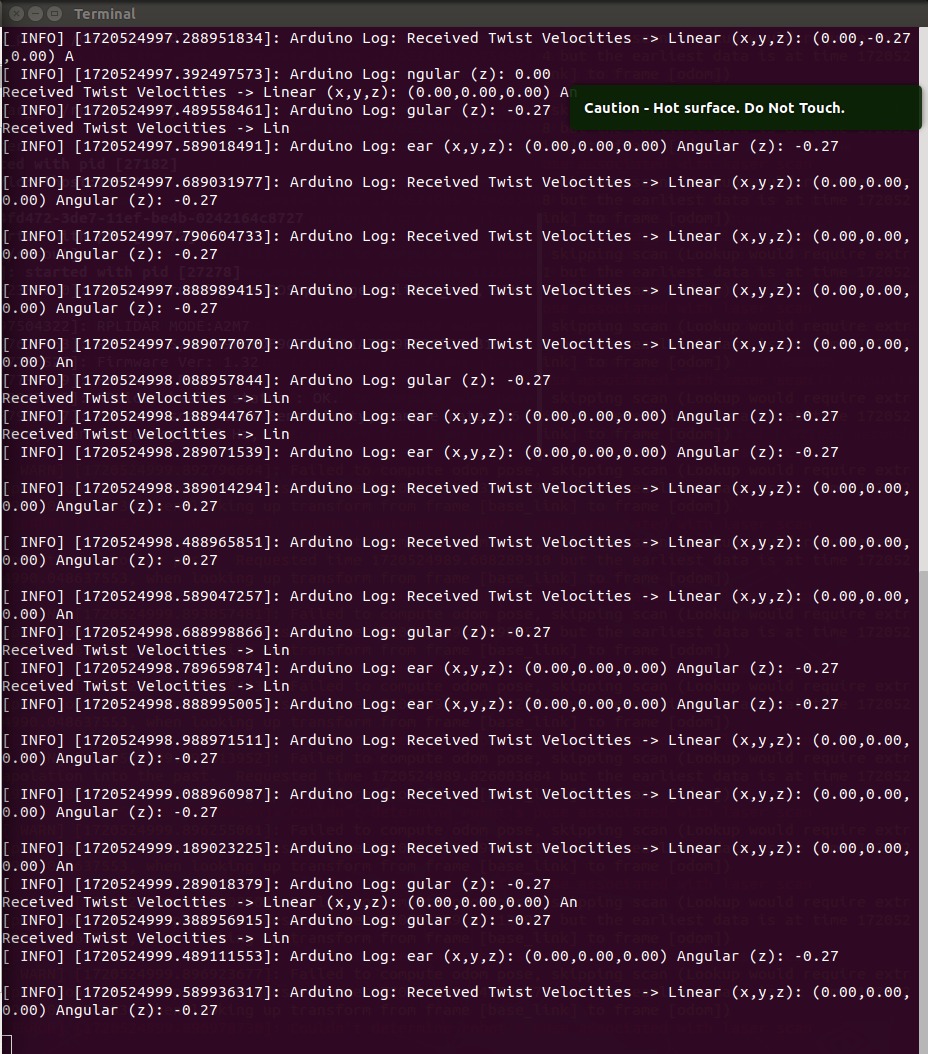 Terminal
[ INFO] [1720524997.288951834]: Arduino Log: Received Twist Velocities -> Linear (x,y,z): (0.00,-0.27
,0.00) A
[ INFO] [1720524997.392497573]: Arduino Log: ngular (z): 0.00
Received Twist Velocities -> Linear (x,y,z): (0.00,0.00,0.00) An
Caution - Hot surface. Do Not Touch.
[ INFO] [1720524997.489558461]: Arduino Log: gular (z): -0.27
Received Twist Velocities -> Lin
[ INFO] [1720524997.589018491]: Arduino Log: ear (x,y,z): (0.00,0.00,0.00) Angular (z): -0.27
[ INFO] [1720524997.689031977]: Arduino Log: Received Twist Velocities -> Linear (x,y,z): (0.00,0.00,
0.00) Angular (z): -0.27
[ INFO] [1720524997.790604733]: Arduino Log: Received Twist Velocities -> Linear (x,y,z): (0.00,0.00,
0.00) Angular (z): -0.27
[ INFO] [1720524997.888989415]: Arduino Log: Received Twist Velocities -> Linear (x,y,z): (0.00,0.00,
0.00) Angular (z): -0.27
[ INFO] [1720524997.989077070]: Arduino Log: Received Twist Velocities -> Linear (x,y,z): (0.00,0.00,
0.00) An
[ INFO] [1720524998.088957844]: Arduino Log: gular (z): -0.27
Received Twist Velocities -> Lin
[ INFO] [1720524998.188944767]: Arduino Log: ear (x,y,z): (0.00,0.00,0.00) Angular (z): -0.27
Received Twist Velocities -> Lin
[ INFO] [1720524998.289071539]: Arduino Log: ear (x,y,z): (0.00,0.00,0.00) Angular (z): -0.27
[ INFO] [1720524998.389014294]: Arduino Log: Received Twist Velocities -> Linear (x,y,z): (0.00,0.00,
0.00) Angular (z): -0.27
[ INFO] [1720524998.488965851]: Arduino Log: Received Twist Velocities -> Linear (x,y,z): (0.00,0.00,
0.00) Angular (z): -0.27
[ INFO] [1720524998.589047257]: Arduino Log: Received Twist Velocities -> Linear (x,y,z): (0.00,0.00,
0.00) An
[ INFO] [1720524998.688998866]: Arduino Log: gular (z): -0.27
Received Twist Velocities -> Lin
[ INFO] [1720524998.789659874]: Arduino Log: ear (x,y,z): (0.00,0.00,0.00) Angular (z): -0.27
Received Twist Velocities -> Lin
[ INFO] [1720524998.888995005]: Arduino Log: ear (x,y,z): (0.00,0.00,0.00) Angular (z): -0.27
[ INFO] [1720524998.988971511]: Arduino Log: Received Twist Velocities -> Linear (x,y,z): (0.00,0.00,
0.00) Angular (z): -0.27
[ INFO] [1720524999.088960987]: Arduino Log: Received Twist Velocities -> Linear (x,y,z): (0.00,0.00,
0.00) Angular (z): -0.27
[ INFO] [1720524999.189023225]: Arduino Log: Received Twist Velocities -> Linear (x,y,z): (0.00,0.00,
0.00) An
[ INFO] [1720524999.289018379]: Arduino Log: gular (z): -0.27
Received Twist Velocities -> Linear (x,y,z): (0.00,0.00,0.00) An
[ INFO] [1720524999.388956915]: Arduino Log: gular (z): -0.27
Received Twist Velocities -> Lin
[ INFO] [1720524999.489111553]: Arduino Log: ear (x,y,z): (0.00,0.00,0.00) Angular (z): -0.27
[ INFO] [1720524999.589936317]: Arduino Log: Received Twist Velocities -> Linear (x,y,z): (0.00,0.00,
0.00) Angular (z): -0.27